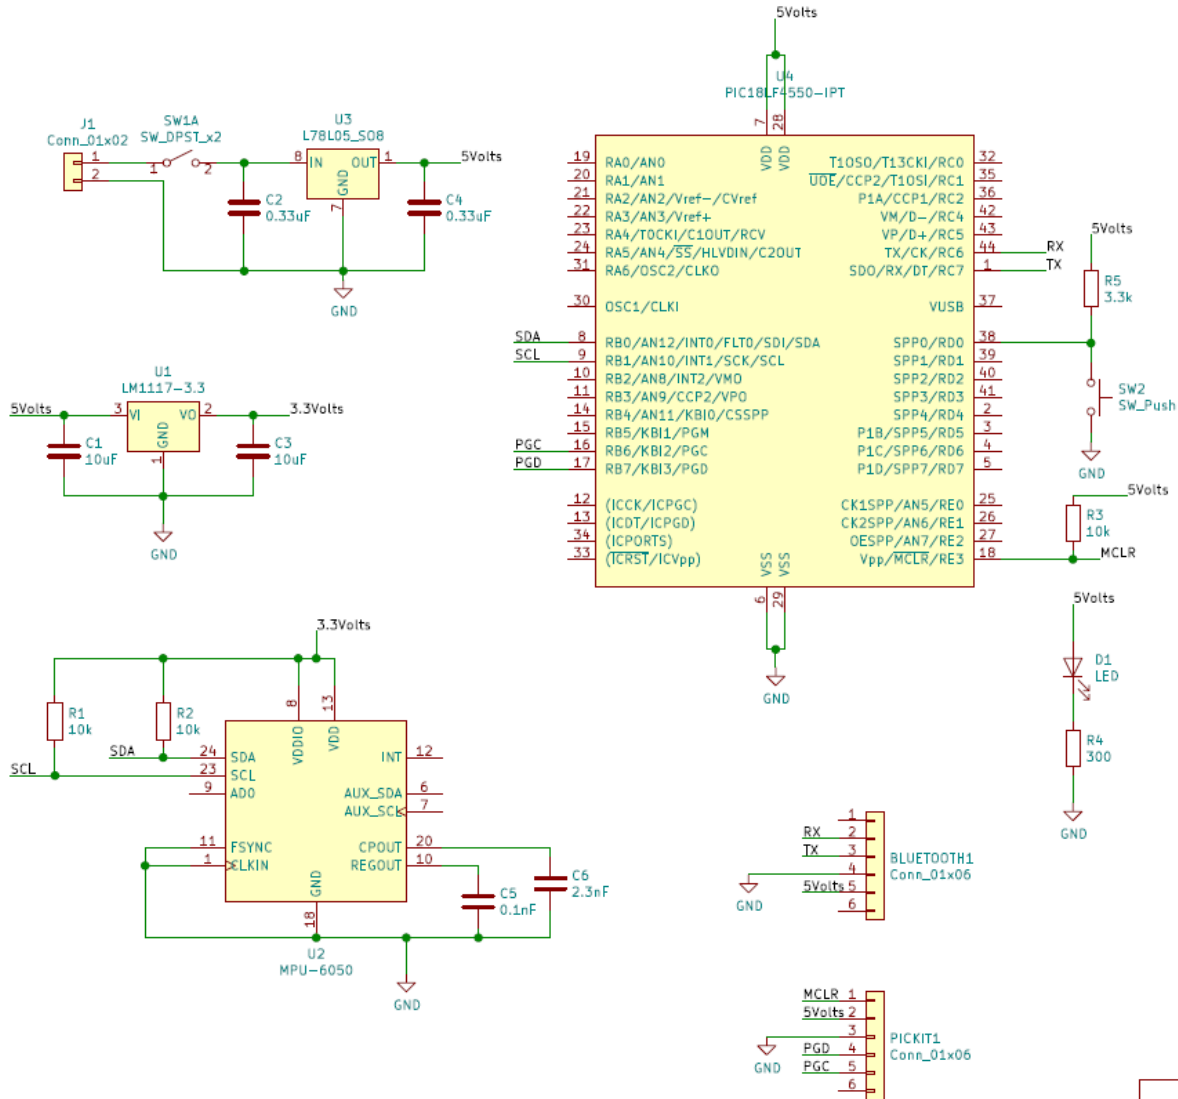 5Volts
U4
PIC18LF4550-IPT
7
28
VDD
VDD
J1
Conn_01x02
1
2
SW1A
SW_DPST_x2
1
2
U3
L78L05_SO8
8
IN
OUT
1
GND
7
5Volts
C2
0.33uF
C4
0.33uF
GND
19
RA0/AN0
20
RA1/AN1
21
RA2/AN2/Vref-/CVref
22
RA3/AN3/Vref+
23
RA4/T0CKI/C1OUT/RCV
24
RA5/AN4/SS/HLVDIN/C2OUT
31
RA6/OSC2/CLKO
30
OSC1/CLKI
SDA
8
RB0/AN12/INT0/FLT0/SDI/SDA
SCL
9
RB1/AN10/INT1/SCK/SCL
10
RB2/AN8/INT2/VMO
11
RB3/AN9/CCP2/VPO
14
RB4/AN11/KBI0/CSSPP
15
RB5/KBI1/PGM
PGC
16
RB6/KBI2/PGC
PGD
17
RB7/KBI3/PGD
12
(ICCK/ICPGC)
13
(ICDT/ICPGD)
34
(ICPORTS)
33
(ICRST/ICVpp)
T1OSO/T13CKI/RC0
32
UOE/CCP2/T1OSI/RC1
35
P1A/CCP1/RC2
36
VM/D-/RC4
42
VP/D+/RC5
43
TX/CK/RC6
44
RX
SDO/RX/DT/RC7
1
TX
VUSB
37
SPP0/RD0
38
SPP1/RD1
39
SPP2/RD2
40
SPP3/RD3
41
SPP4/RD4
2
P1B/SPP5/RD5
3
P1C/SPP6/RD6
4
P1D/SPP7/RD7
5
CK1SPP/AN5/RE0
25
CK2SPP/AN6/RE1
26
OESPP/AN7/RE2
27
Vpp/MCLR/RE3
18
MCLR
VSS
VSS
6
29
GND
5Volts
R5
3.3k
SW2
SW_Push
GND
5Volts
R3
10k
5Volts
D1
LED
R4
300
GND
U1
LM1117-3.3
5Volts
3
VI
VO
2
3.3Volts
GND
1
C1
10uF
C3
10uF
GND
3.3Volts
R1
10k
R2
10k
8
13
VDDIO
VDD
SDA
24
SDA
SCL
23
SCL
9
AD0
11
FSYNC
1
CLKIN
INT
12
AUX_SDA
6
AUX_SCL
7
CPOUT
20
REGOUT
10
GND
18
U2
MPU-6050
C5
0.1nF
C6
2.3nF
GND
1
RX
2
TX
3
4
5Volts
5
6
GND
BLUETOOTH1
Conn_01x06
MCLR
1
5Volts
2
3
PGD
4
PGC
5
6
GND
PICKIT1
Conn_01x06